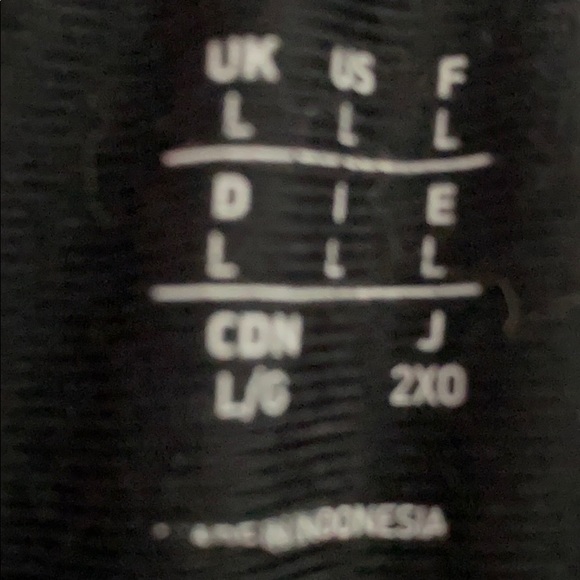 UK US F
L L L
D I E
L L L
CDN J
L/G 2XO
INDONESIA